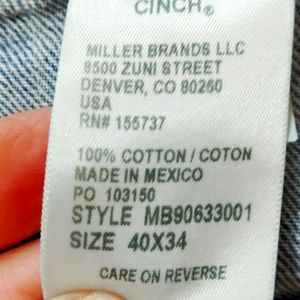 CINCH®
MILLER BRANDS LLC
8500 ZUNI STREET
DENVER, CO 80260
USA
RN# 155737
100% COTTON / COTON
MADE IN MEXICO
PO 103150
STYLE MB90633001
SIZE 40X34
CARE ON REVERSE